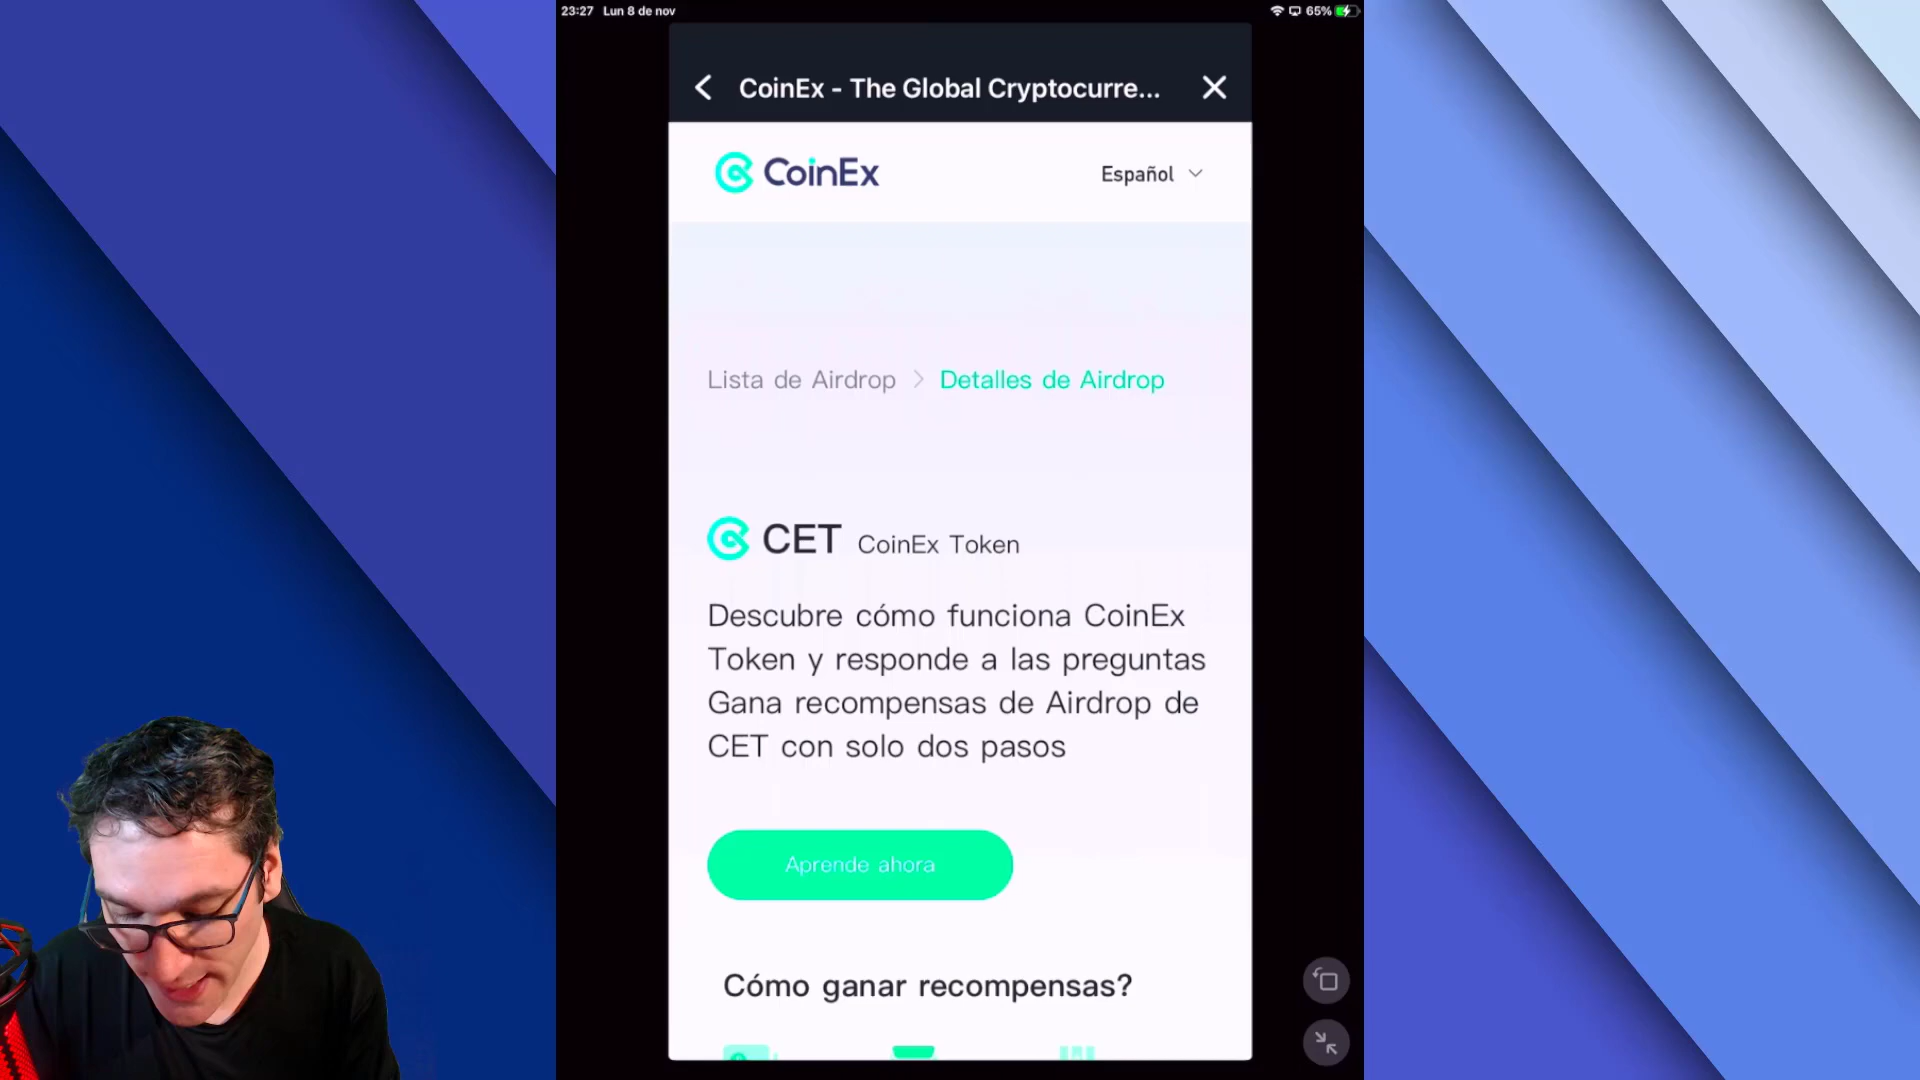 23:27 Lun 8 de nov
65%
CoinEx - The Global Cryptocurre...
CoinEx
Español
Lista de Airdrop > Detalles de Airdrop
CET CoinEx Token
Descubre cómo funciona CoinEx
Token y responde a las preguntas
Gana recompensas de Airdrop de
CET con solo dos pasos
Aprende ahora
Cómo ganar recompensas?